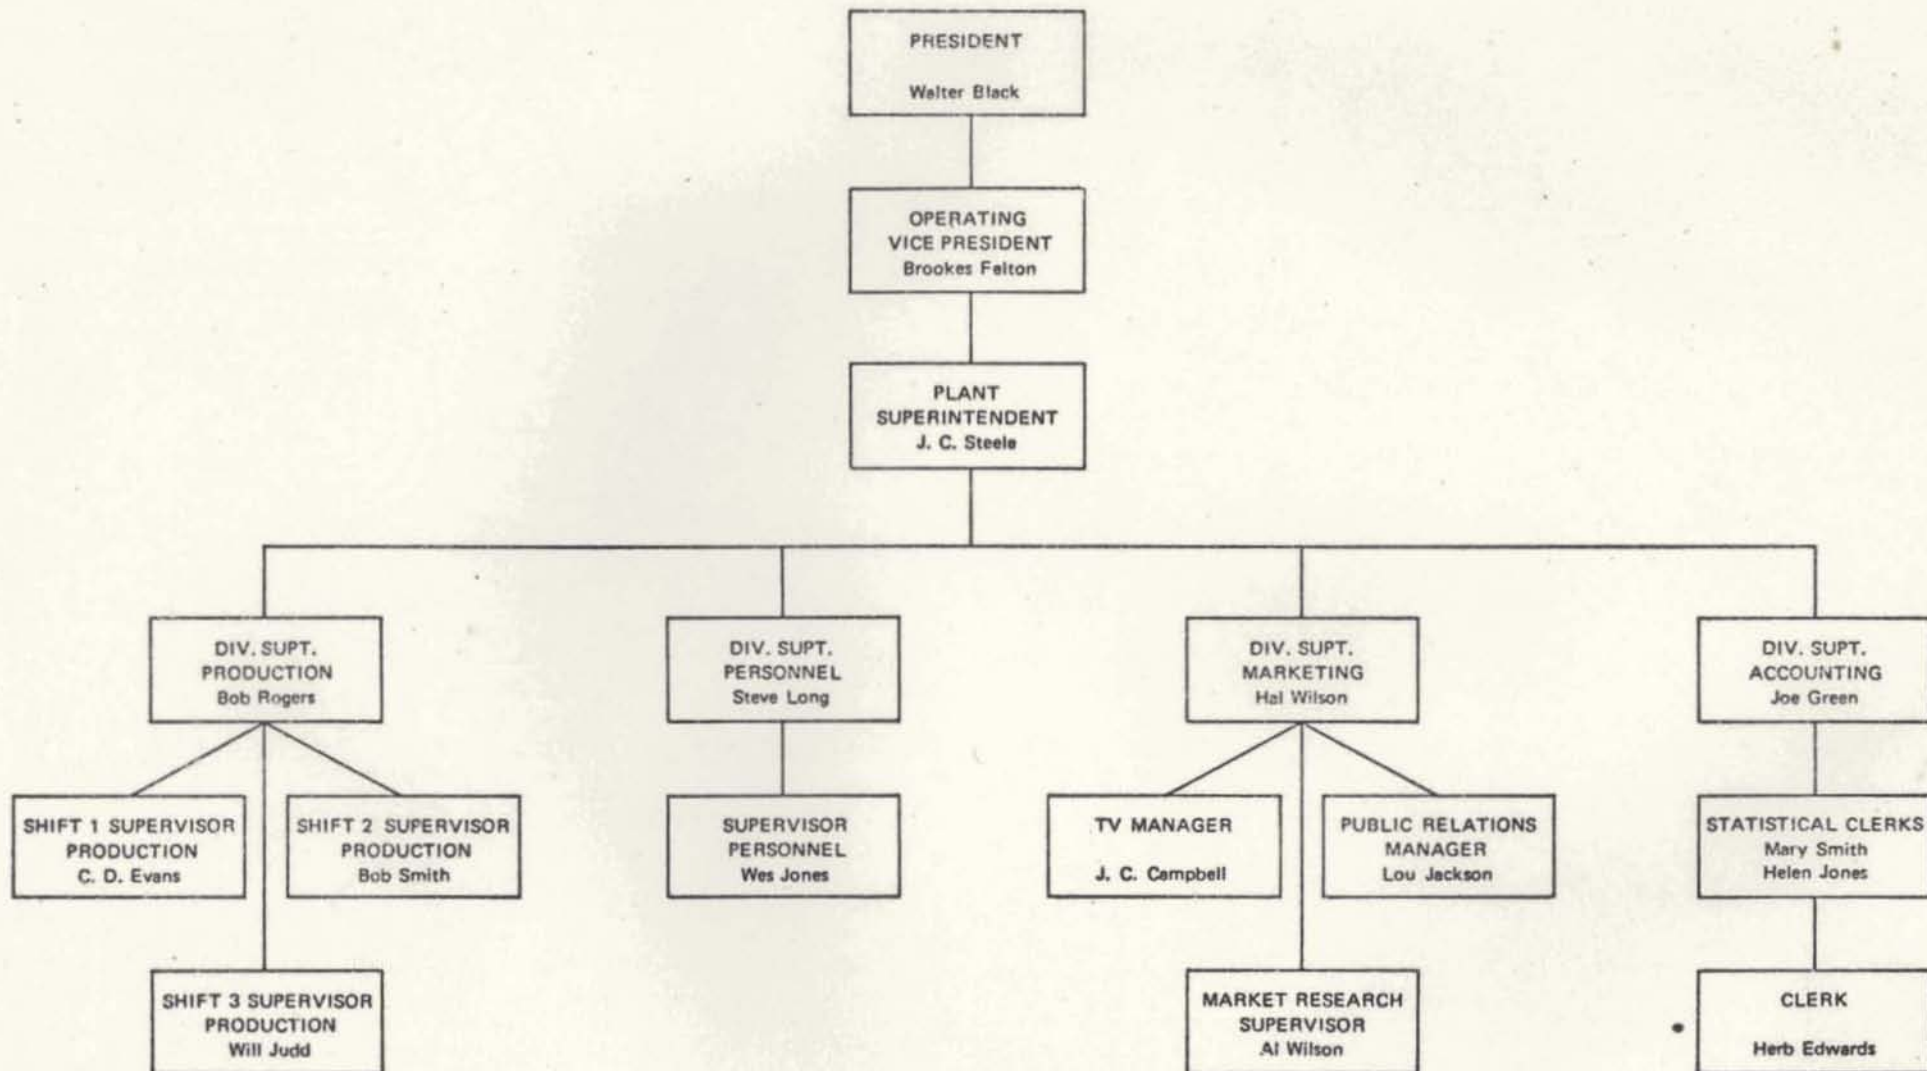 PRESIDENT
Walter Black
OPERATING
VICE PRESIDENT
Brookes Felton
PLANT
SUPERINTENDENT
J. C. Steele
DIV. SUPT.
PRODUCTION
Bob Rogers
DIV. SUPT.
PERSONNEL
Steve Long
DIV. SUPT.
MARKETING
Hal Wilson
DIV. SUPT.
ACCOUNTING
Joe Green
SHIFT 1 SUPERVISOR
PRODUCTION
C. D. Evans
SHIFT 2 SUPERVISOR
PRODUCTION
Bob Smith
SUPERVISOR
PERSONNEL
Wes Jones
TV MANAGER
J. C. Campbell
PUBLIC RELATIONS
MANAGER
Lou Jackson
STATISTICAL CLERKS
Mary Smith
Helen Jones
SHIFT 3 SUPERVISOR
PRODUCTION
Will Judd
MARKET RESEARCH
SUPERVISOR
Al Wilson
CLERK
Herb Edwards